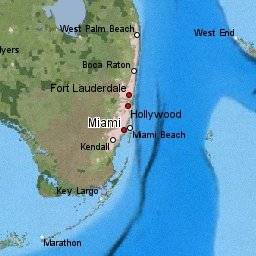 West Palm Beach
West End
yers
Boca Raton
Fort Lauderdale
Hollywood
Miami
Miami Beach
Kendall
Key Largo
Marathon